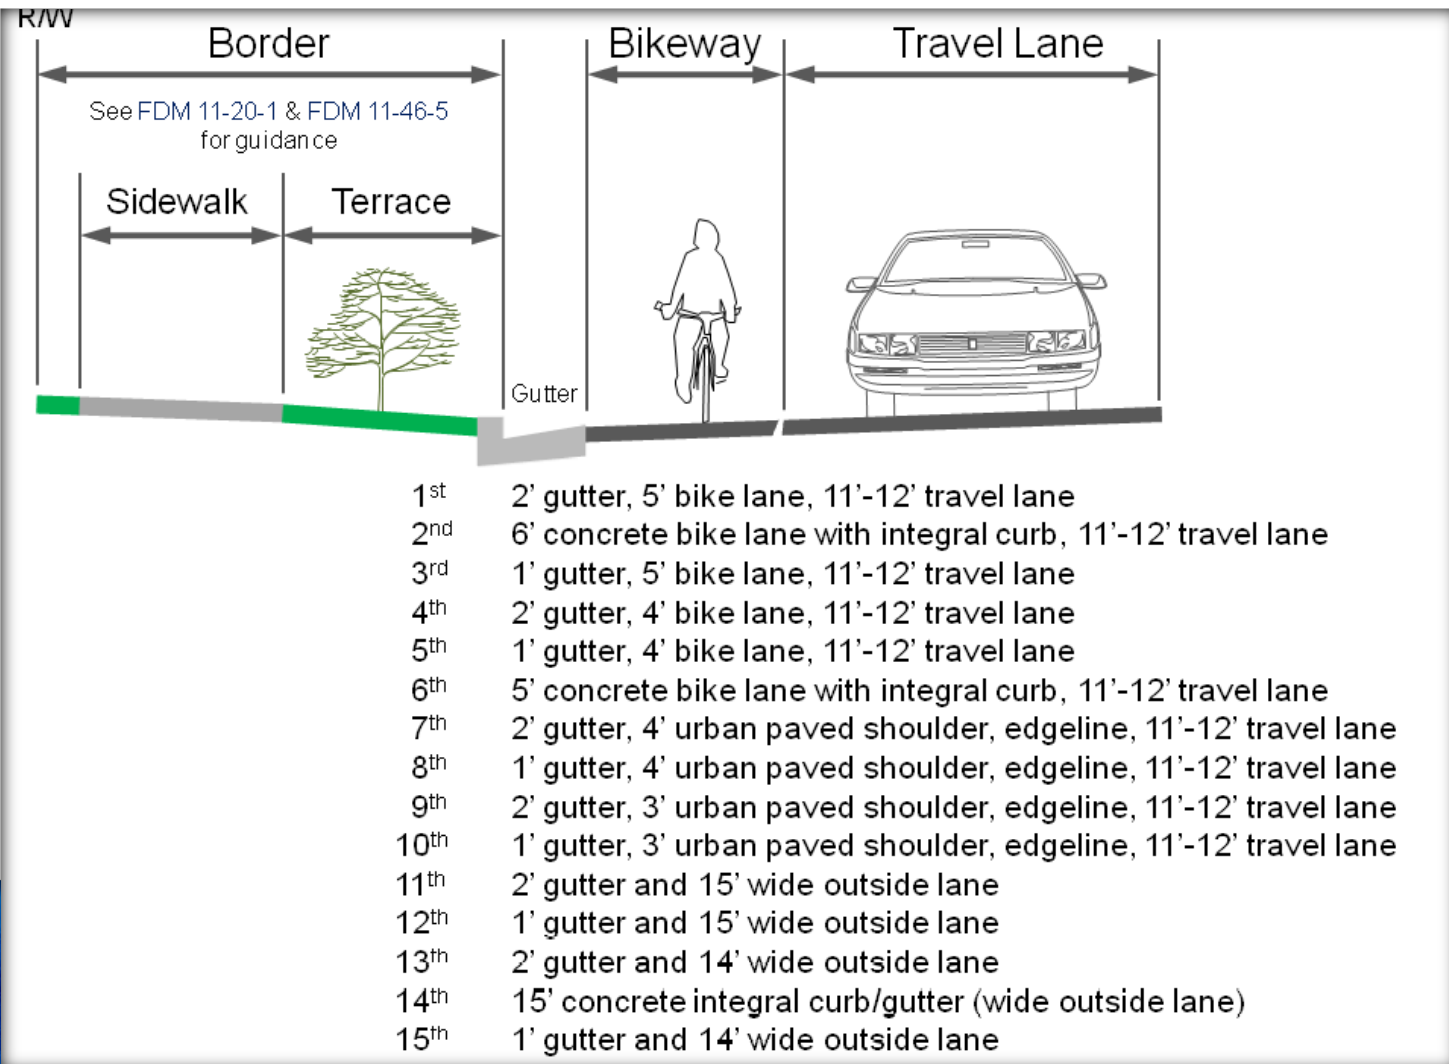 R/W
Border
Bikeway
Travel Lane
See FDM 11-20-1 & FDM 11-46-5
for guidance
Sidewalk
Terrace
Gutter
1st 2' gutter, 5' bike lane, 11'-12' travel lane
2nd 6' concrete bike lane with integral curb, 11'-12' travel lane
3rd 1' gutter, 5' bike lane, 11'-12' travel lane
4th 2' gutter, 4' bike lane, 11'-12' travel lane
5th 1' gutter, 4' bike lane, 11'-12' travel lane
6th 5' concrete bike lane with integral curb, 11'-12' travel lane
7th 2' gutter, 4' urban paved shoulder, edgeline, 11'-12' travel lane
8th 1' gutter, 4' urban paved shoulder, edgeline, 11'-12' travel lane
9th 2' gutter, 3' urban paved shoulder, edgeline, 11'-12' travel lane
10th 1' gutter, 3' urban paved shoulder, edgeline, 11'-12' travel lane
11th 2' gutter and 15' wide outside lane
12th 1' gutter and 15' wide outside lane
13th 2' gutter and 14' wide outside lane
14th 15' concrete integral curb/gutter (wide outside lane)
15th 1' gutter and 14' wide outside lane